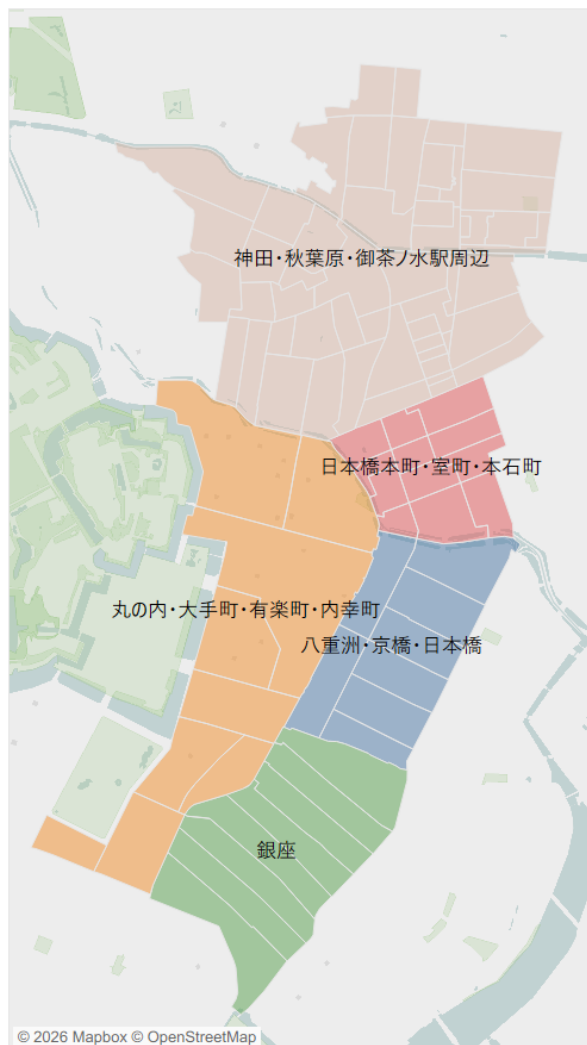 神田・秋葉原・御茶ノ水駅周辺
日本橋本町・室町・本石町
丸の内・大手町・有楽町・内幸町
八重洲・京橋・日本橋
銀座
© 2026 Mapbox © OpenStreetMap